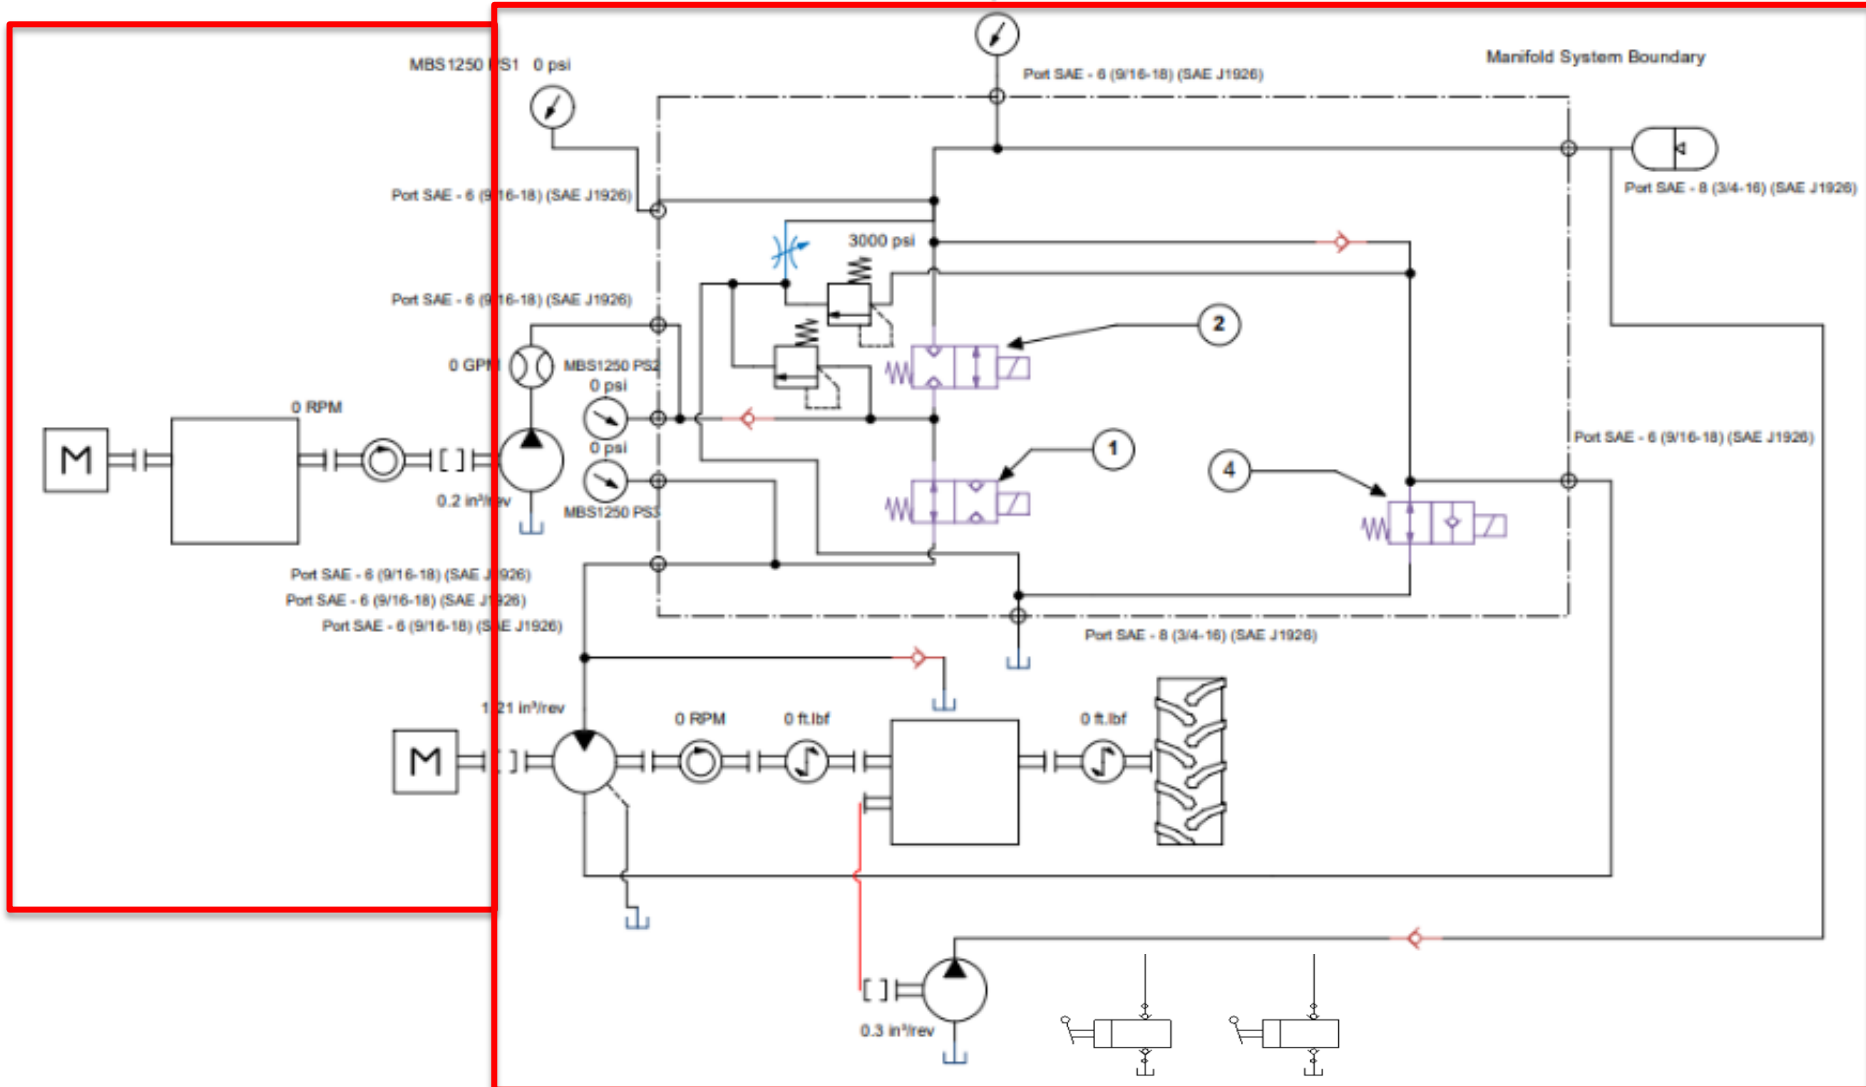 MBS1250 PS1 0 psi
Port SAE - 6 (9/16-18) (SAE J1926)
Manifold System Boundary
Port SAE - 6 (9/16-18) (SAE J1926)
Port SAE - 8 (3/4-16) (SAE J1926)
3000 psi
Port SAE - 6 (9/16-18) (SAE J1926)
2
0 GPM
MBS1250 PS2
0 psi
0 RPM
M
0 psi
1
Port SAE - 6 (9/16-18) (SAE J1926)
4
0.2 in³/rev
MBS1250 PS3
Port SAE - 6 (9/16-18) (SAE J1926)
Port SAE - 6 (9/16-18) (SAE J1926)
Port SAE - 6 (9/16-18) (SAE J1926)
Port SAE - 8 (3/4-16) (SAE J1926)
1.21 in³/rev
0 RPM
0 ft.lbf
0 ft.lbf
M
0.3 in³/rev